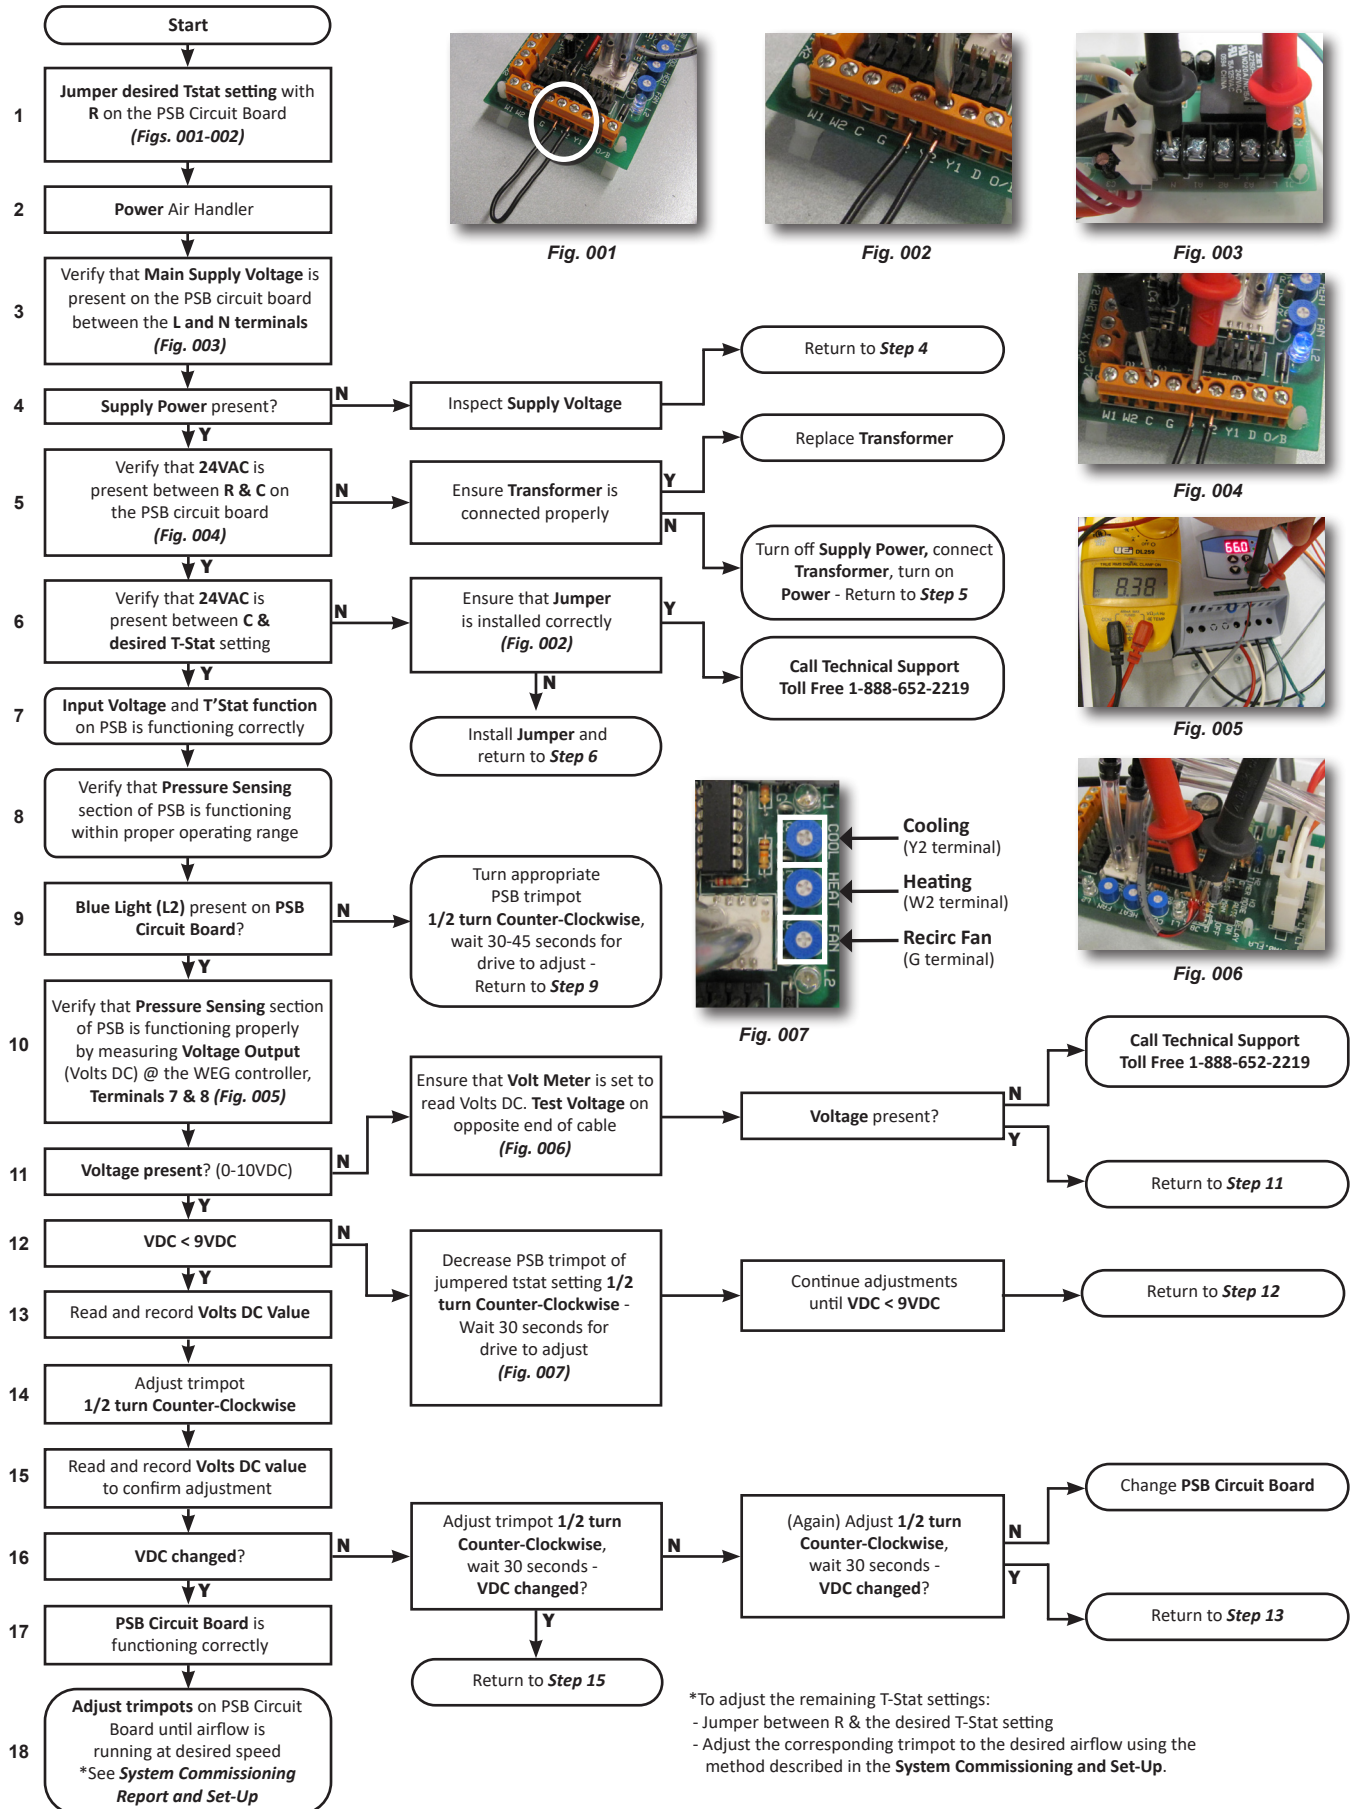 Start
1
Jumper desired Tstat setting with
R on the PSB Circuit Board
(Figs. 001-002)
2
Power Air Handler
3
Verify that Main Supply Voltage is
present on the PSB circuit board
between the L and N terminals
(Fig. 003)
4
Supply Power present?
N
Inspect Supply Voltage
Return to Step 4
Y
5
Verify that 24VAC is
present between R & C on
the PSB circuit board
(Fig. 004)
N
Ensure Transformer is
connected properly
Y
Replace Transformer
N
Turn off Supply Power, connect
Transformer, turn on
Power - Return to Step 5
Y
6
Verify that 24VAC is
present between C &
desired T-Stat setting
N
Ensure that Jumper
is installed correctly
(Fig. 002)
Y
Call Technical Support
Toll Free 1-888-652-2219
N
Install Jumper and
return to Step 6
Y
7
Input Voltage and T'Stat function
on PSB is functioning correctly
8
Verify that Pressure Sensing
section of PSB is functioning
within proper operating range
9
Blue Light (L2) present on PSB
Circuit Board?
N
Turn appropriate
PSB trimpot
1/2 turn Counter-Clockwise,
wait 30-45 seconds for
drive to adjust -
Return to Step 9
Y
10
Verify that Pressure Sensing section
of PSB is functioning properly
by measuring Voltage Output
(Volts DC) @ the WEG controller,
Terminals 7 & 8 (Fig. 005)
11
Voltage present? (0-10VDC)
N
Ensure that Volt Meter is set to
read Volts DC. Test Voltage on
opposite end of cable
(Fig. 006)
Voltage present?
N
Call Technical Support
Toll Free 1-888-652-2219
Y
Return to Step 11
Y
12
VDC < 9VDC
N
Decrease PSB trimpot of
jumpered tstat setting 1/2
turn Counter-Clockwise -
Wait 30 seconds for
drive to adjust
(Fig. 007)
Continue adjustments
until VDC < 9VDC
Return to Step 12
Y
13
Read and record Volts DC Value
14
Adjust trimpot
1/2 turn Counter-Clockwise
15
Read and record Volts DC value
to confirm adjustment
16
VDC changed?
N
Adjust trimpot 1/2 turn
Counter-Clockwise,
wait 30 seconds -
VDC changed?
N
(Again) Adjust 1/2 turn
Counter-Clockwise,
wait 30 seconds -
VDC changed?
N
Change PSB Circuit Board
Y
Return to Step 13
Y
Return to Step 15
Y
17
PSB Circuit Board is
functioning correctly
18
Adjust trimpots on PSB Circuit
Board until airflow is
running at desired speed
*See System Commissioning
Report and Set-Up
*To adjust the remaining T-Stat settings:
- Jumper between R & the desired T-Stat setting
- Adjust the corresponding trimpot to the desired airflow using the
method described in the System Commissioning and Set-Up.
W2 G Y1 O/B
HEAT FAN L2
Fig. 001
X2
W1 W2 C G Y2 Y1 D O/B
Fig. 002
Fig. 003
HEAT FAN L2
W1 W2 C G Y1 D O/B
Fig. 004
DL259
8.38
66.0
Fig. 005
L2 FAN HEAT COOL L1
Fig. 006
L1
COOL
HEAT
FAN
L2
Cooling
(Y2 terminal)
Heating
(W2 terminal)
Recirc Fan
(G terminal)
Fig. 007